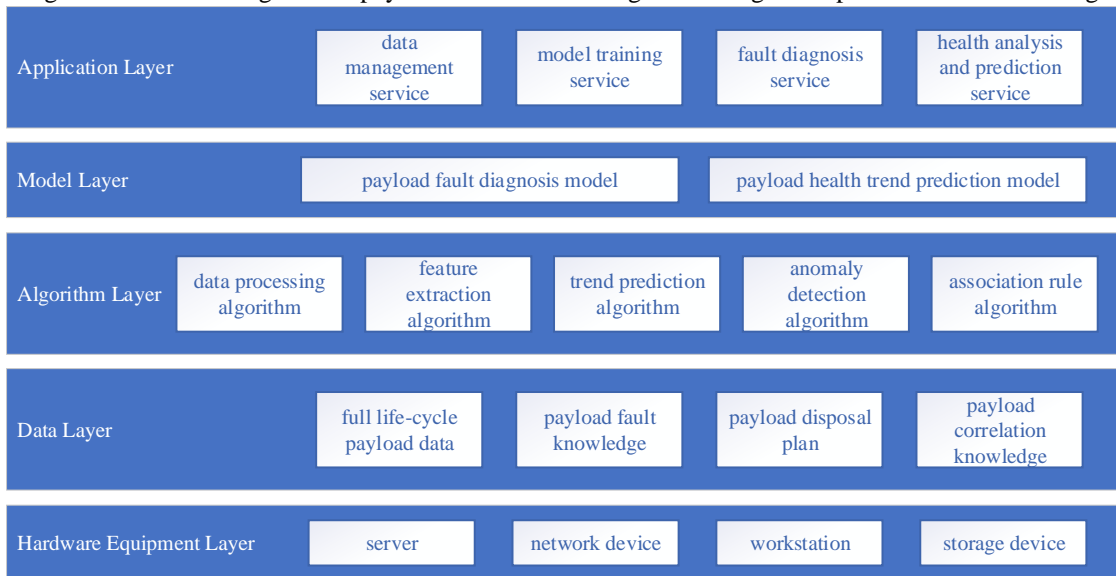 Application Layer
data
management
service
model training
service
fault diagnosis
service
health analysis
and prediction
service
Model Layer
payload fault diagnosis model
payload health trend prediction model
Algorithm Layer
data processing
algorithm
feature
extraction
algorithm
trend prediction
algorithm
anomaly
detection
algorithm
association rule
algorithm
Data Layer
full life-cycle
payload data
payload fault
knowledge
payload disposal
plan
payload
correlation
knowledge
Hardware Equipment Layer
server
network device
workstation
storage device